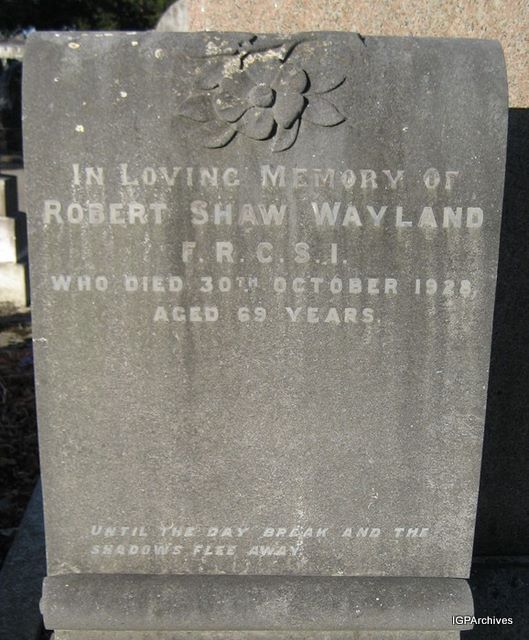 In Loving Memory of
Robert Shaw Wayland
F. R. C. S. I.
who died 30th October 1928,
aged 69 years.
Until the day break and the
shadows flee away.
IGPArchives